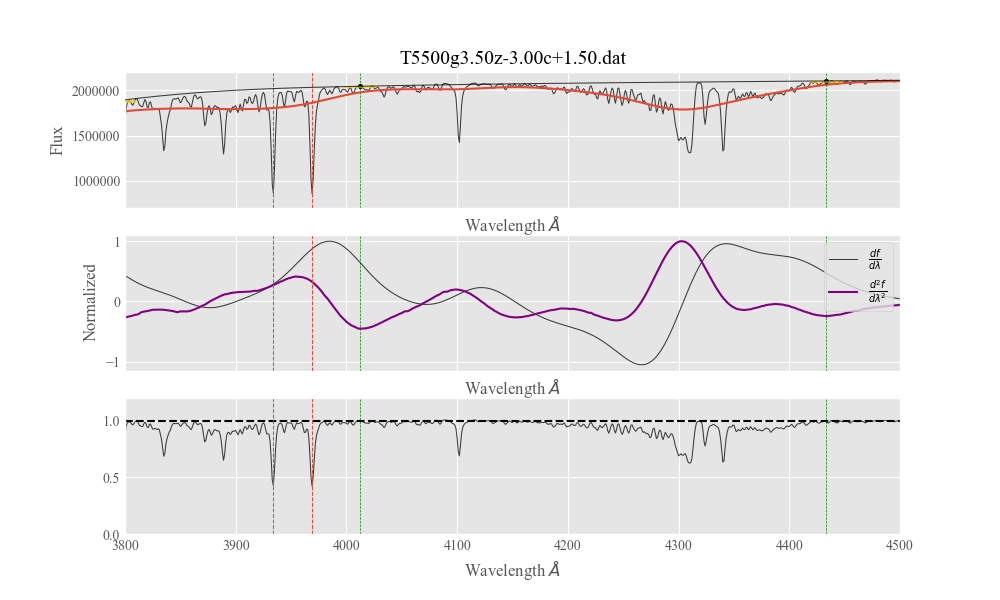 T5500g3.50z-3.00c+1.50.dat
Flux
2000000
1500000
1000000
Wavelength Å
Normalized
1
0
−1
df/dλ
d²f/dλ²
Wavelength Å
1.0
0.5
0.0
3800 3900 4000 4100 4200 4300 4400 4500
Wavelength Å